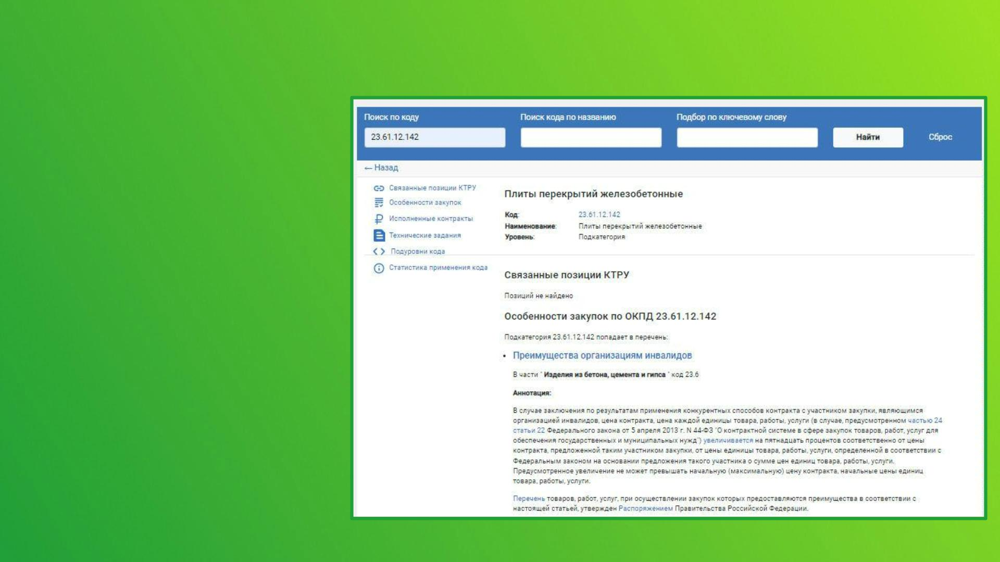 Поиск по коду
Поиск кода по названию
Подбор по ключевому слову
23.61.12.142
Найти
Сброс
← Назад
Связанные позиции КТРУ
Особенности закупок
Исполненные контракты
Технические задания
Подуровни кода
Статистика применения кода
Плиты перекрытий железобетонные
Код: 23.61.12.142
Наименование: Плиты перекрытий железобетонные
Уровень: Подкатегория
Связанные позиции КТРУ
Позиций не найдено
Особенности закупок по ОКПД 23.61.12.142
Подкатегория 23.61.12.142 попадает в перечень:
• Преимущества организациям инвалидов
В части " Изделия из бетона, цемента и гипса " код 23.6
Аннотация:
В случае заключения по результатам применения конкурентных способов контракта с участником закупки, являющимся
организацией инвалидов, цена контракта, цена каждой единицы товара, работы, услуги (в случае, предусмотренном частью 24
статьи 22 Федерального закона от 5 апреля 2013 г. N 44-ФЗ "О контрактной системе в сфере закупок товаров, работ, услуг для
обеспечения государственных и муниципальных нужд") увеличивается на пятнадцать процентов соответственно от цены
контракта, предложенной таким участником закупки, от цены единицы товара, работы, услуги, определенной в соответствии с
Федеральным законом на основании предложения такого участника о сумме цен единиц товара, работы, услуги.
Предусмотренное увеличение не может превышать начальную (максимальную) цену контракта, начальные цены единиц
товара, работы, услуги.
Перечень товаров, работ, услуг, при осуществлении закупок которых предоставляются преимущества в соответствии с
настоящей статьей, утвержден Распоряжением Правительства Российской Федерации.